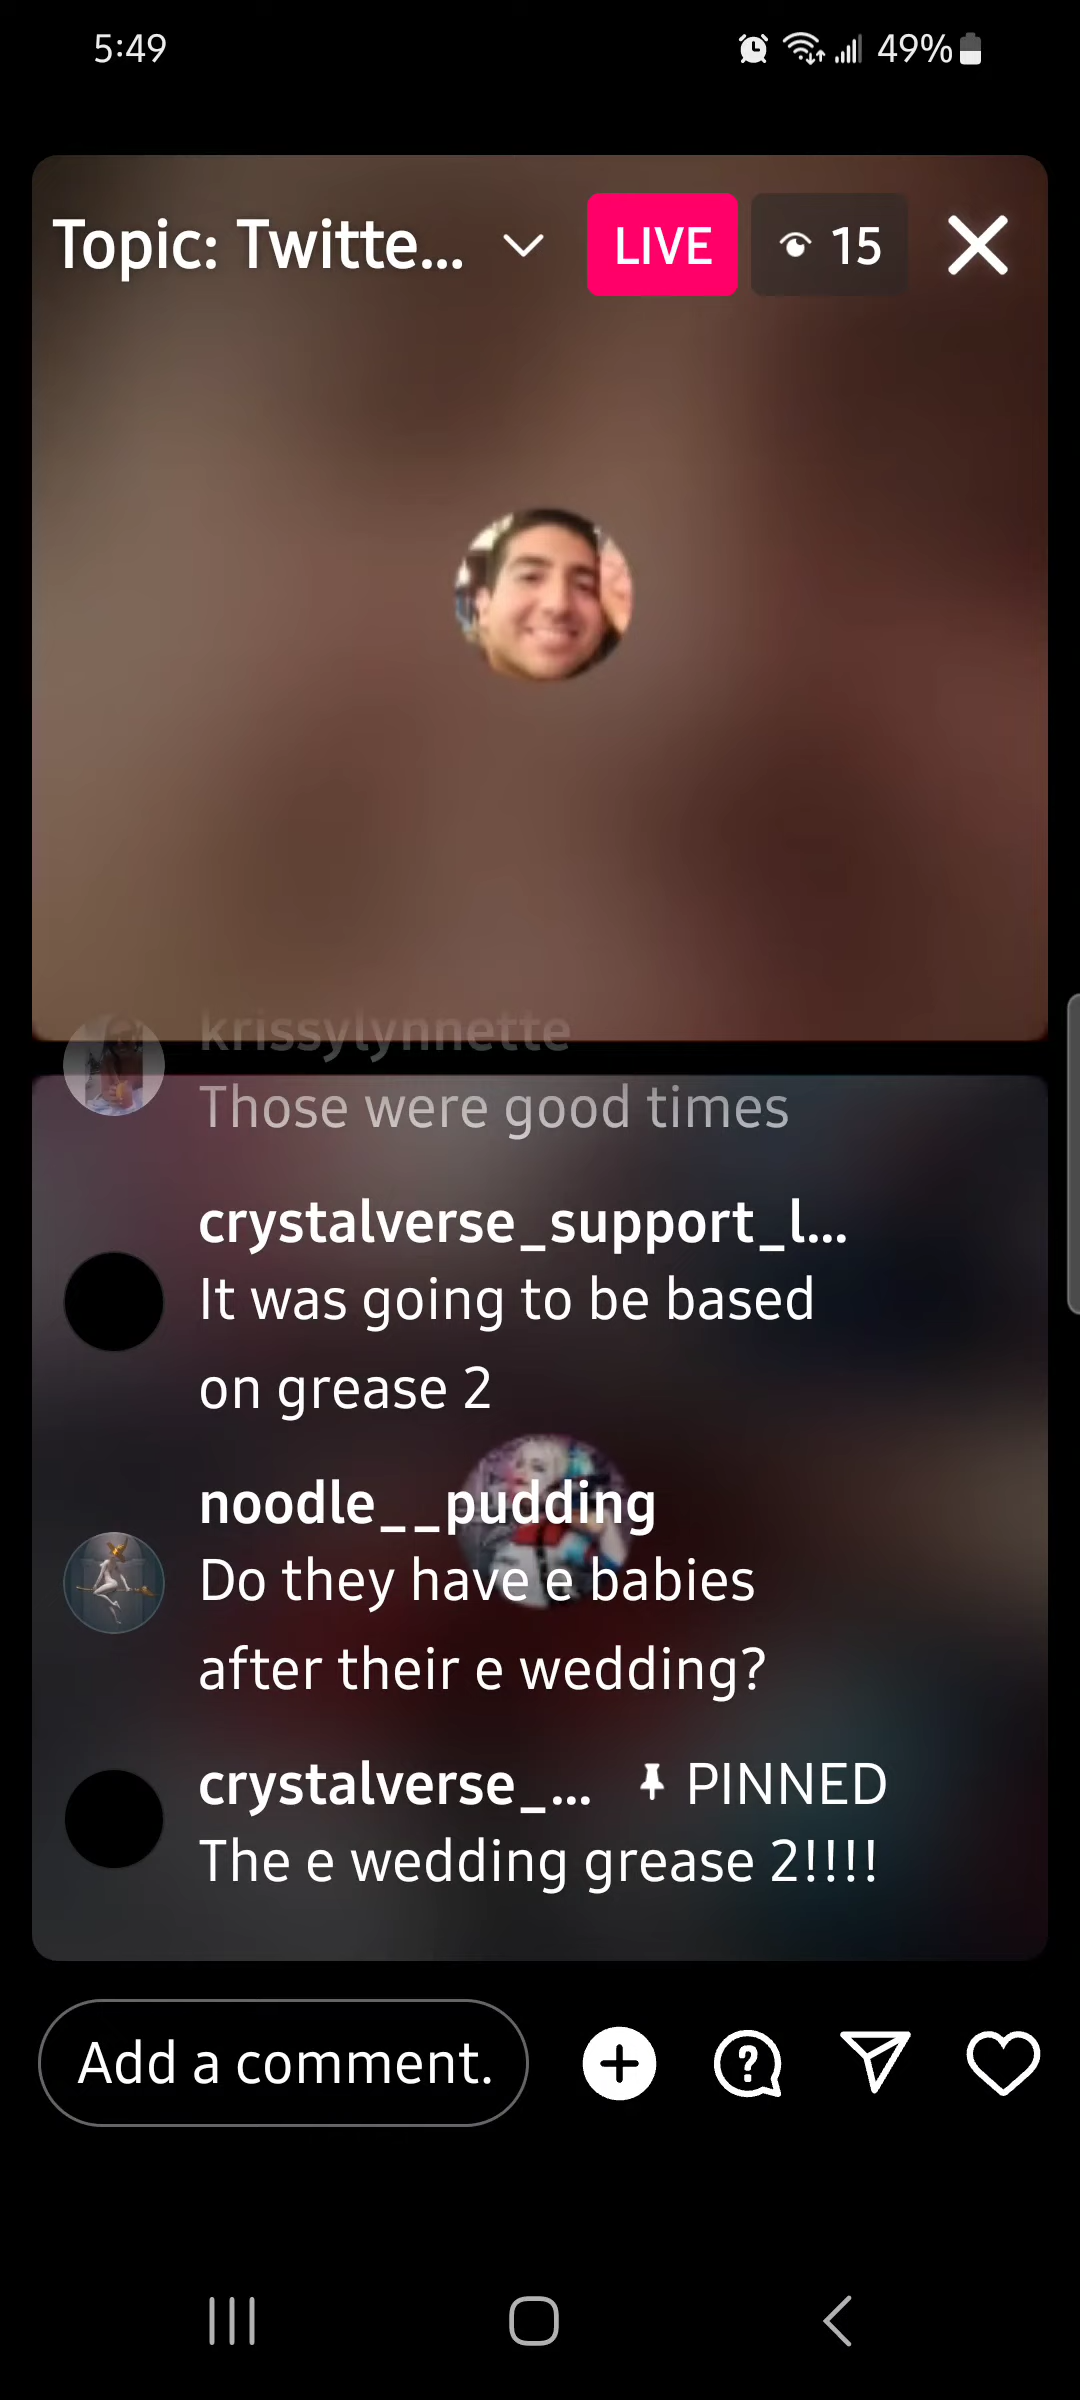 5:49
49%
Topic: Twitte...
LIVE
15
krissylynnette
Those were good times
crystalverse_support_l...
It was going to be based
on grease 2
noodle__pudding
Do they have e babies
after their e wedding?
crystalverse_... PINNED
The e wedding grease 2!!!!
Add a comment.